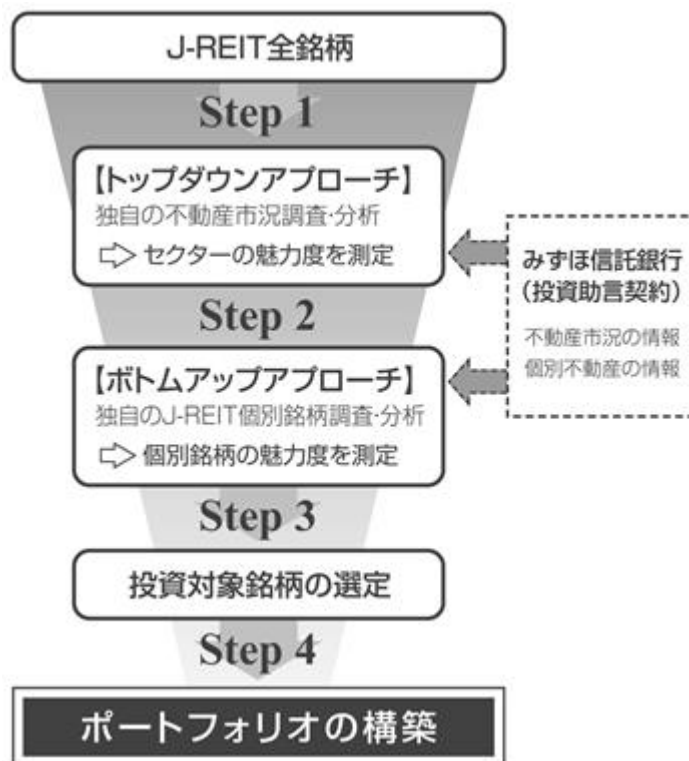 J-REIT全銘柄
Step 1
【トップダウンアプローチ】
独自の不動産市況調査・分析
⇨ セクターの魅力度を測定
みずほ信託銀行
（投資助言契約）
不動産市況の情報
個別不動産の情報
Step 2
【ボトムアップアプローチ】
独自のJ-REIT個別銘柄調査・分析
⇨ 個別銘柄の魅力度を測定
Step 3
投資対象銘柄の選定
Step 4
ポートフォリオの構築